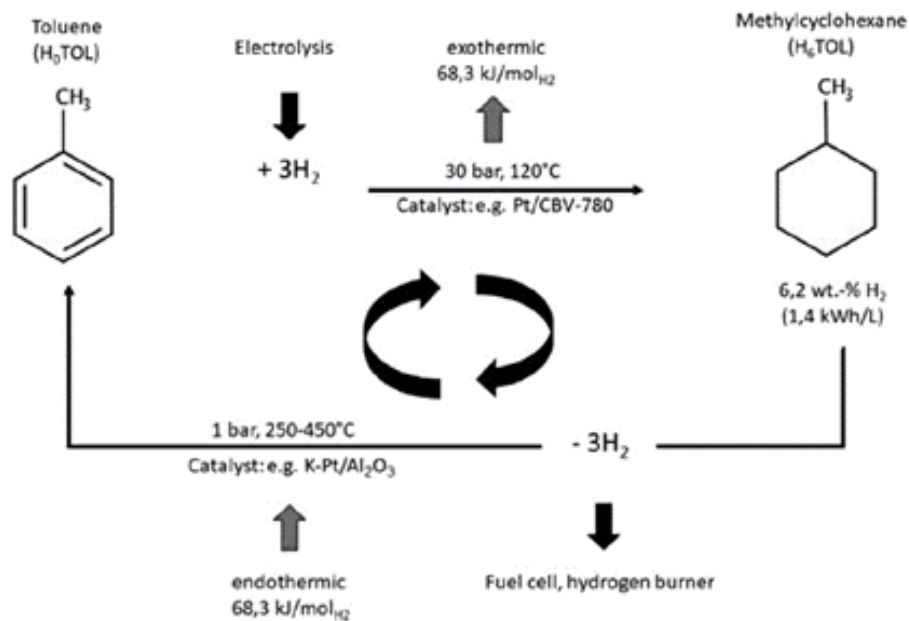 Toluene
(H₀TOL)
CH₃
Electrolysis
+ 3H₂
exothermic
68,3 kJ/molH2
30 bar, 120°C
Catalyst: e.g. Pt/CBV-780
Methylcyclohexane
(H₆TOL)
CH₃
6,2 wt.-% H₂
(1,4 kWh/L)
1 bar, 250-450°C
Catalyst: e.g. K-Pt/Al₂O₃
- 3H₂
endothermic
68,3 kJ/molH2
Fuel cell, hydrogen burner